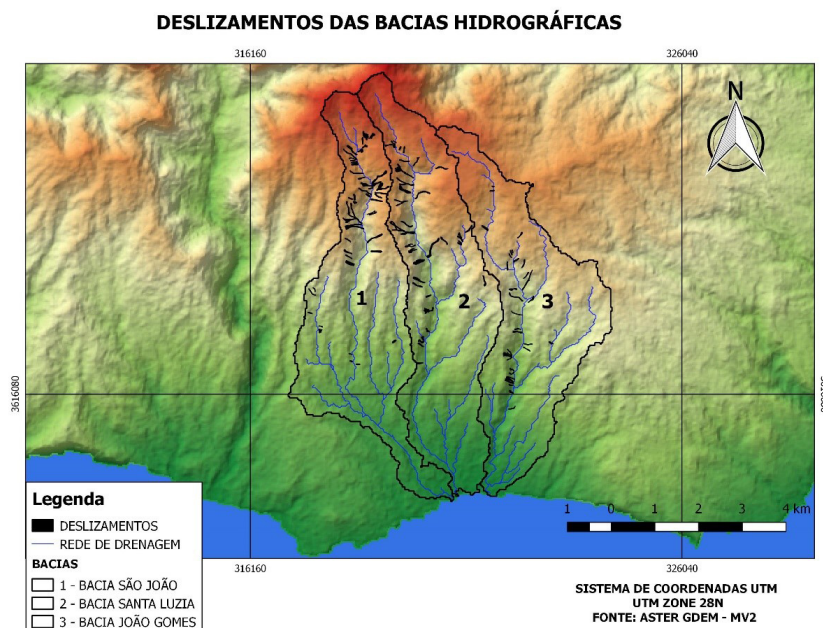 DESLIZAMENTOS DAS BACIAS HIDROGRÁFICAS
316160
326040
N
1
2
3
3616080
Legenda
DESLIZAMENTOS
REDE DE DRENAGEM
BACIAS
1 - BACIA SÃO JOÃO
2 - BACIA SANTA LUZIA
3 - BACIA JOÃO GOMES
1 0 1 2 3 4 km
316160
326040
SISTEMA DE COORDENADAS UTM
UTM ZONE 28N
FONTE: ASTER GDEM - MV2